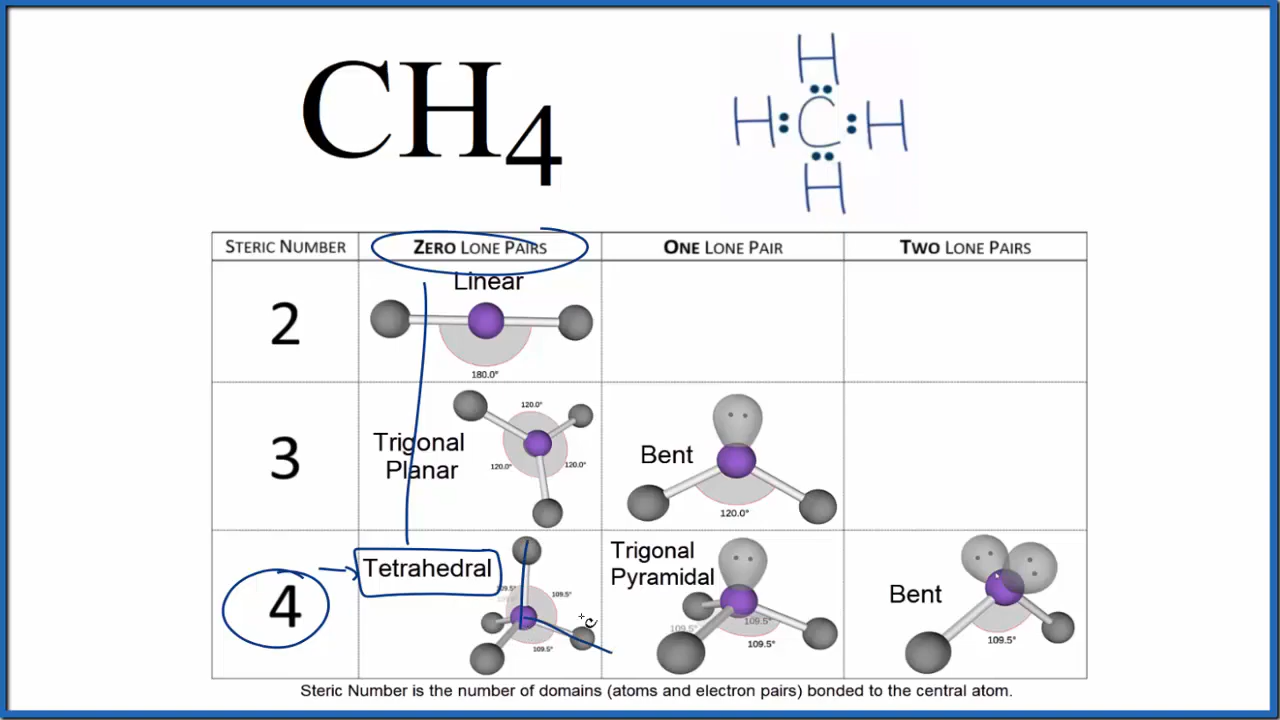 CH4
H
H : C : H
H
STERIC NUMBER ZERO LONE PAIRS ONE LONE PAIR TWO LONE PAIRS
2
Linear
180.0°
3
Trigonal
Planar
120.0°
120.0°
120.0°
Bent
120.0°
4
Tetrahedral
109.5°
109.5°
109.5°
Trigonal
Pyramidal
109.5°
109.5°
109.5°
Bent
109.5°
Steric Number is the number of domains (atoms and electron pairs) bonded to the central atom.